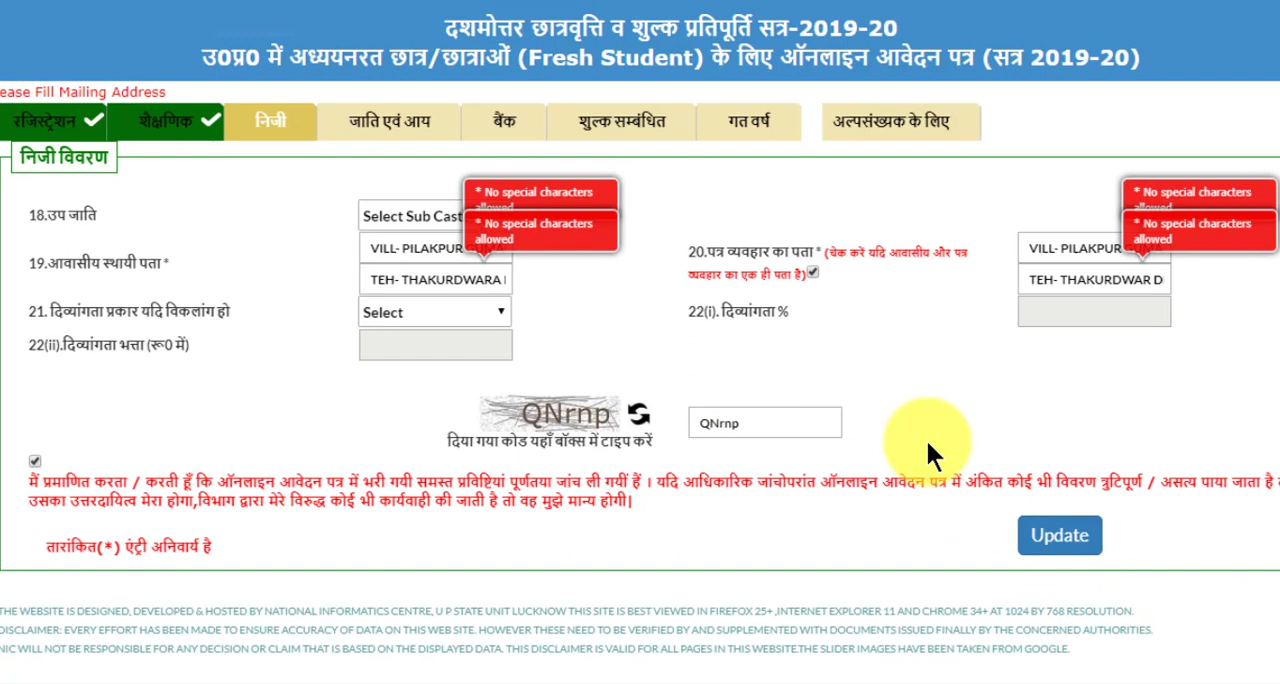 दशमोत्तर छात्रवृत्ति व शुल्क प्रतिपूर्ति सत्र-2019-20
उ0प्र0 में अध्ययनरत छात्र/छात्राओं (Fresh Student) के लिए ऑनलाइन आवेदन पत्र (सत्र 2019-20)
ease Fill Mailing Address
रजिस्ट्रेशन शैक्षणिक निजी जाति एवं आय बैंक शुल्क सम्बंधित गत वर्ष अल्पसंख्यक के लिए
निजी विवरण
* No special characters allowed * No special characters allowed
18.उप जाति Select Sub Cast
* No special characters allowed * No special characters allowed
19.आवासीय स्थायी पता* VILL- PILAKPUR 20.पत्र व्यवहार का पता* (चेक करें यदि आवासीय और पत्र VILL- PILAKPUR
TEH- THAKURDWARA व्यवहार का एक ही पता है) TEH- THAKURDWAR D
21. दिव्यांगता प्रकार यदि विकलांग हो Select 22(i). दिव्यांगता %
22(ii).दिव्यांगता भत्ता (रू0 में)
QNrnp QNrnp
दिया गया कोड यहाँ बॉक्स में टाइप करें
मैं प्रमाणित करता / करती हूँ कि ऑनलाइन आवेदन पत्र में भरी गयी समस्त प्रविष्टियां पूर्णतया जांच ली गयीं हैं । यदि आधिकारिक जांचोपरांत ऑनलाइन आवेदन पत्र में अंकित कोई भी विवरण त्रुटिपूर्ण / असत्य पाया जाता है
उसका उत्तरदायित्व मेरा होगा,विभाग द्वारा मेरे विरुद्ध कोई भी कार्यवाही की जाती है तो वह मुझे मान्य होगी|
Update
तारांकित(*) एंट्री अनिवार्य है
THE WEBSITE IS DESIGNED, DEVELOPED & HOSTED BY NATIONAL INFORMATICS CENTRE, U P STATE UNIT LUCKNOW THIS SITE IS BEST VIEWED IN FIREFOX 25+ ,INTERNET EXPLORER 11 AND CHROME 34+ AT 1024 BY 768 RESOLUTION.
DISCLAIMER: EVERY EFFORT HAS BEEN MADE TO ENSURE ACCURACY OF DATA ON THIS WEB SITE. HOWEVER THESE NEED TO BE VERIFIED BY AND SUPPLEMENTED WITH DOCUMENTS ISSUED FINALLY BY THE CONCERNED AUTHORITIES.
NIC WILL NOT BE RESPONSIBLE FOR ANY DECISION OR CLAIM THAT IS BASED ON THE DISPLAYED DATA. THIS DISCLAIMER IS VALID FOR ALL PAGES IN THIS WEBSITE.THE SLIDER IMAGES HAVE BEEN TAKEN FROM GOOGLE.